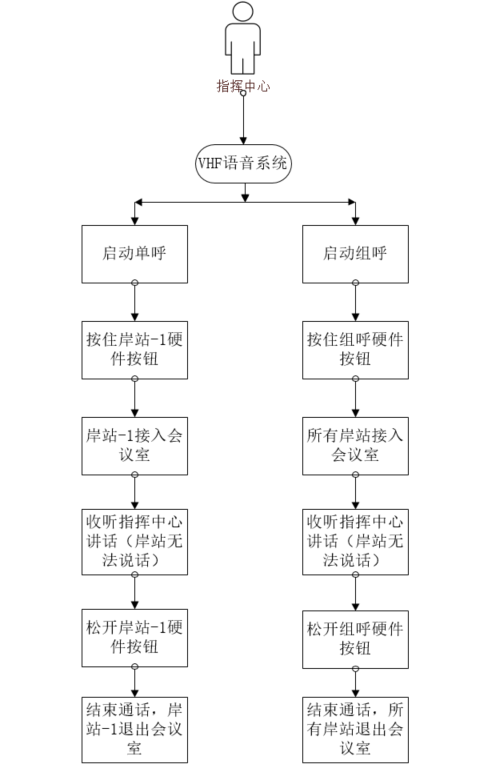 指挥中心
VHF语音系统
启动单呼
启动组呼
按住岸站-1硬
件按钮
按住组呼硬件
按钮
岸站-1接入会
议室
所有岸站接入
会议室
收听指挥中心
讲话（岸站无
法说话）
收听指挥中心
讲话（岸站无
法说话）
松开岸站-1硬
件按钮
松开组呼硬件
按钮
结束通话，岸
站-1退出会议
室
结束通话，所
有岸站退出会
议室